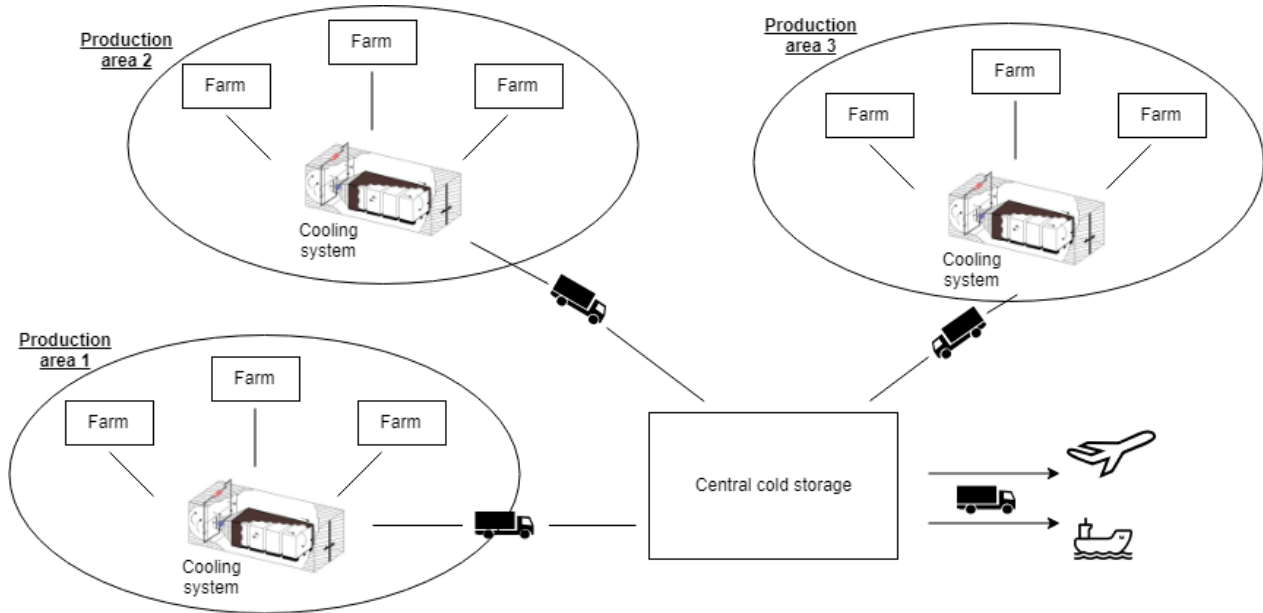 Production
area 2
Farm
Farm
Farm
Cooling
system
Production
area 3
Farm
Farm
Farm
Cooling
system
Production
area 1
Farm
Farm
Farm
Cooling
system
Central cold storage